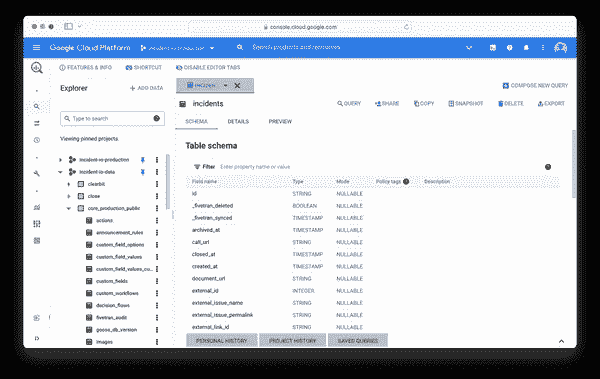 console.cloud.google.com
Google Cloud Platform
Search products and resources
FEATURES & INFO SHORTCUT DISABLE EDITOR TABS
Explorer
+ ADD DATA
COMPOSE NEW QUERY
incidents
QUERY SHARE COPY SNAPSHOT DELETE EXPORT
Type to search
SCHEMA DETAILS PREVIEW
Viewing pinned projects.
Table schema
incident-io-production
Filter Enter property name or value
incident-io-data
Field name Type Mode Policy tags Description
clearbit
id STRING NULLABLE
close
_fivetran_deleted BOOLEAN NULLABLE
core_production_public
_fivetran_synced TIMESTAMP NULLABLE
actions
archived_at TIMESTAMP NULLABLE
announcement_rules
call_url STRING NULLABLE
custom_field_options
closed_at TIMESTAMP NULLABLE
custom_field_values
created_at TIMESTAMP NULLABLE
custom_field_values_cu...
document_url STRING NULLABLE
custom_fields
external_id INTEGER NULLABLE
custom_workflows
external_issue_name STRING NULLABLE
decision_flows
external_issue_permalink STRING NULLABLE
fivetran_audit
external_link_id STRING NULLABLE
goose_db_version
images
PERSONAL HISTORY PROJECT HISTORY SAVED QUERIES